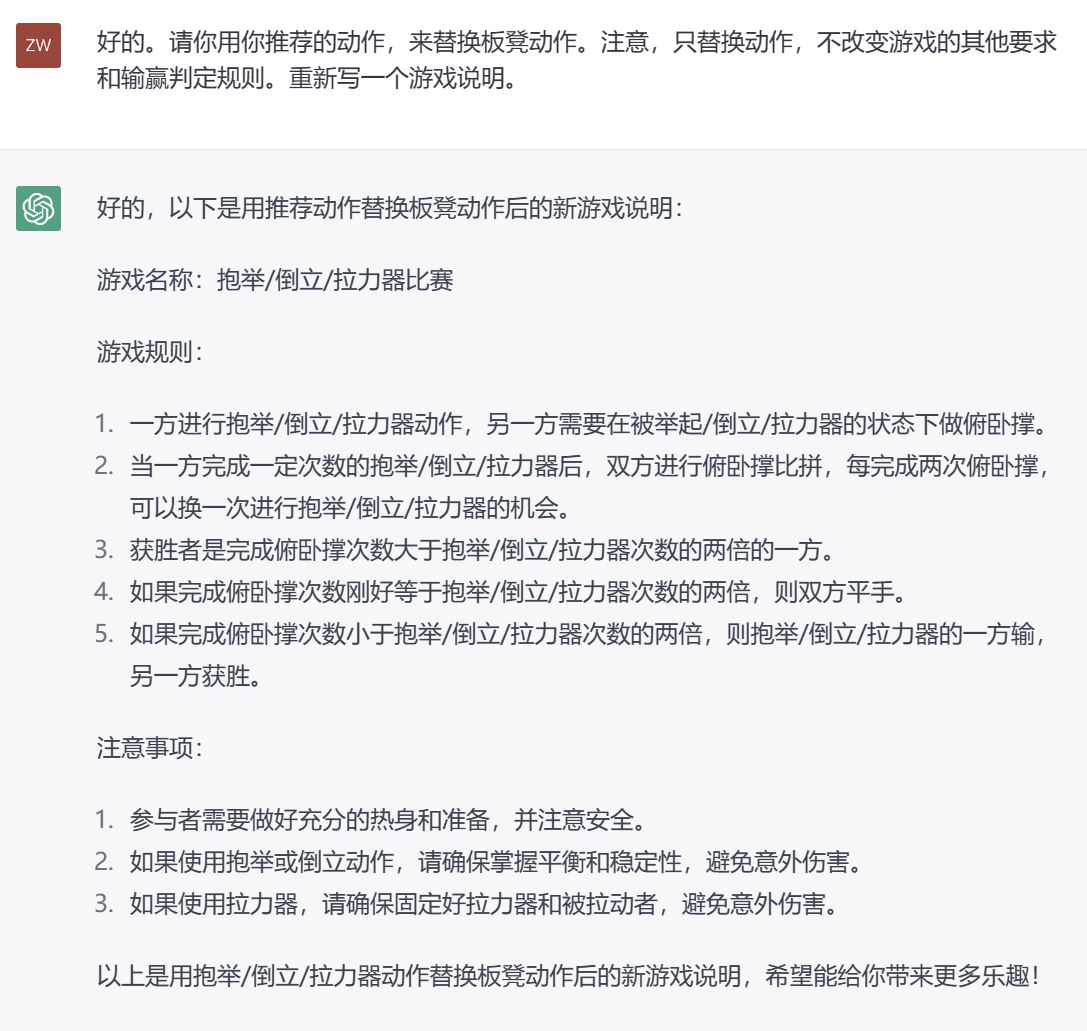 ZW
好的。请你用你推荐的动作，来替换板凳动作。注意，只替换动作，不改变游戏的其他要求
和输赢判定规则。重新写一个游戏说明。
好的，以下是用推荐动作替换板凳动作后的新游戏说明：
游戏名称：抱举/倒立/拉力器比赛
游戏规则：
1. 一方进行抱举/倒立/拉力器动作，另一方需要在被举起/倒立/拉力器的状态下做俯卧撑。
2. 当一方完成一定次数的抱举/倒立/拉力器后，双方进行俯卧撑比拼，每完成两次俯卧撑，
可以换一次进行抱举/倒立/拉力器的机会。
3. 获胜者是完成俯卧撑次数大于抱举/倒立/拉力器次数的两倍的一方。
4. 如果完成俯卧撑次数刚好等于抱举/倒立/拉力器次数的两倍，则双方平手。
5. 如果完成俯卧撑次数小于抱举/倒立/拉力器次数的两倍，则抱举/倒立/拉力器的一方输，
另一方获胜。
注意事项：
1. 参与者需要做好充分的热身和准备，并注意安全。
2. 如果使用抱举或倒立动作，请确保掌握平衡和稳定性，避免意外伤害。
3. 如果使用拉力器，请确保固定好拉力器和被拉动者，避免意外伤害。
以上是用抱举/倒立/拉力器动作替换板凳动作后的新游戏说明，希望能给你带来更多乐趣！